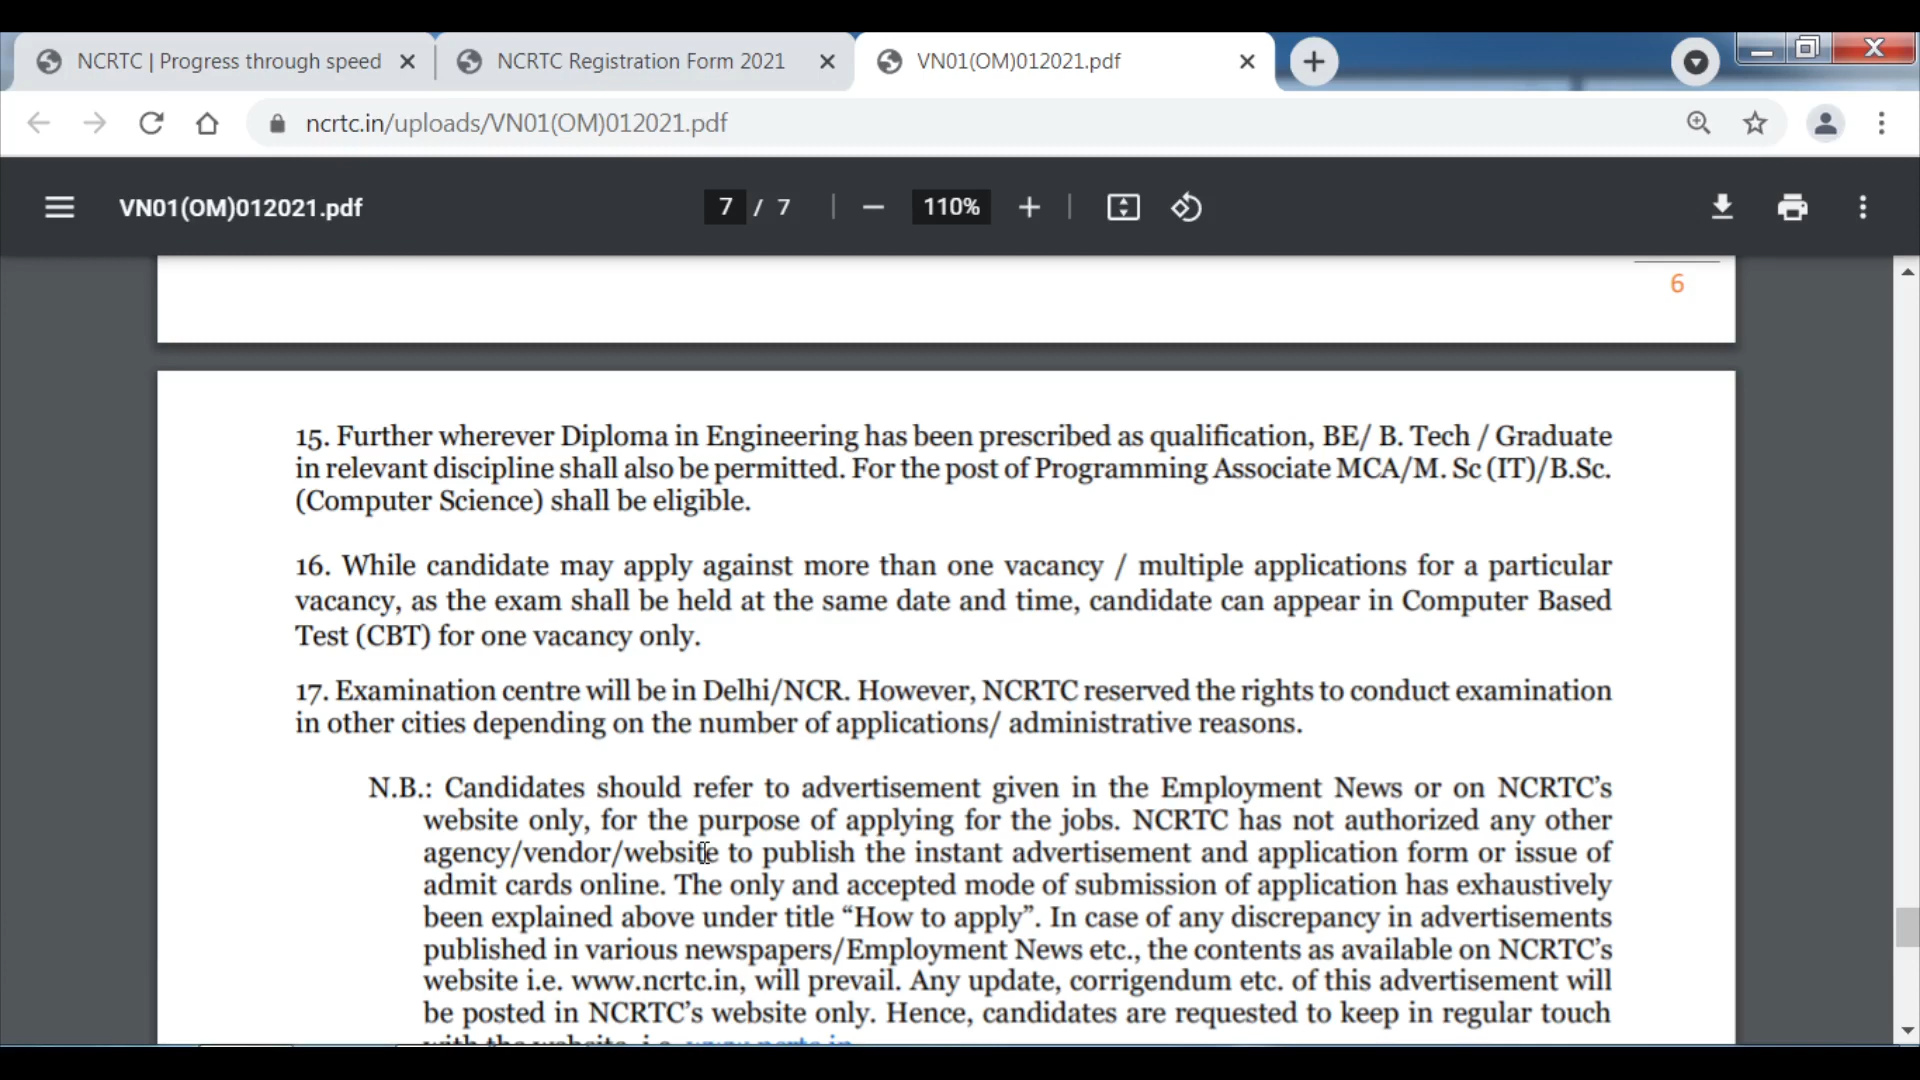 NCRTC | Progress through speed
NCRTC Registration Form 2021
VN01(OM)012021.pdf
ncrtc.in/uploads/VN01(OM)012021.pdf
VN01(OM)012021.pdf
7 / 7
110%
6
15. Further wherever Diploma in Engineering has been prescribed as qualification, BE/ B. Tech / Graduate
in relevant discipline shall also be permitted. For the post of Programming Associate MCA/M. Sc (IT)/B.Sc.
(Computer Science) shall be eligible.
16. While candidate may apply against more than one vacancy / multiple applications for a particular
vacancy, as the exam shall be held at the same date and time, candidate can appear in Computer Based
Test (CBT) for one vacancy only.
17. Examination centre will be in Delhi/NCR. However, NCRTC reserved the rights to conduct examination
in other cities depending on the number of applications/ administrative reasons.
N.B.: Candidates should refer to advertisement given in the Employment News or on NCRTC’s
website only, for the purpose of applying for the jobs. NCRTC has not authorized any other
agency/vendor/website to publish the instant advertisement and application form or issue of
admit cards online. The only and accepted mode of submission of application has exhaustively
been explained above under title “How to apply”. In case of any discrepancy in advertisements
published in various newspapers/Employment News etc., the contents as available on NCRTC’s
website i.e. www.ncrtc.in, will prevail. Any update, corrigendum etc. of this advertisement will
be posted in NCRTC’s website only. Hence, candidates are requested to keep in regular touch
with the website, i.e. www.ncrtc.in